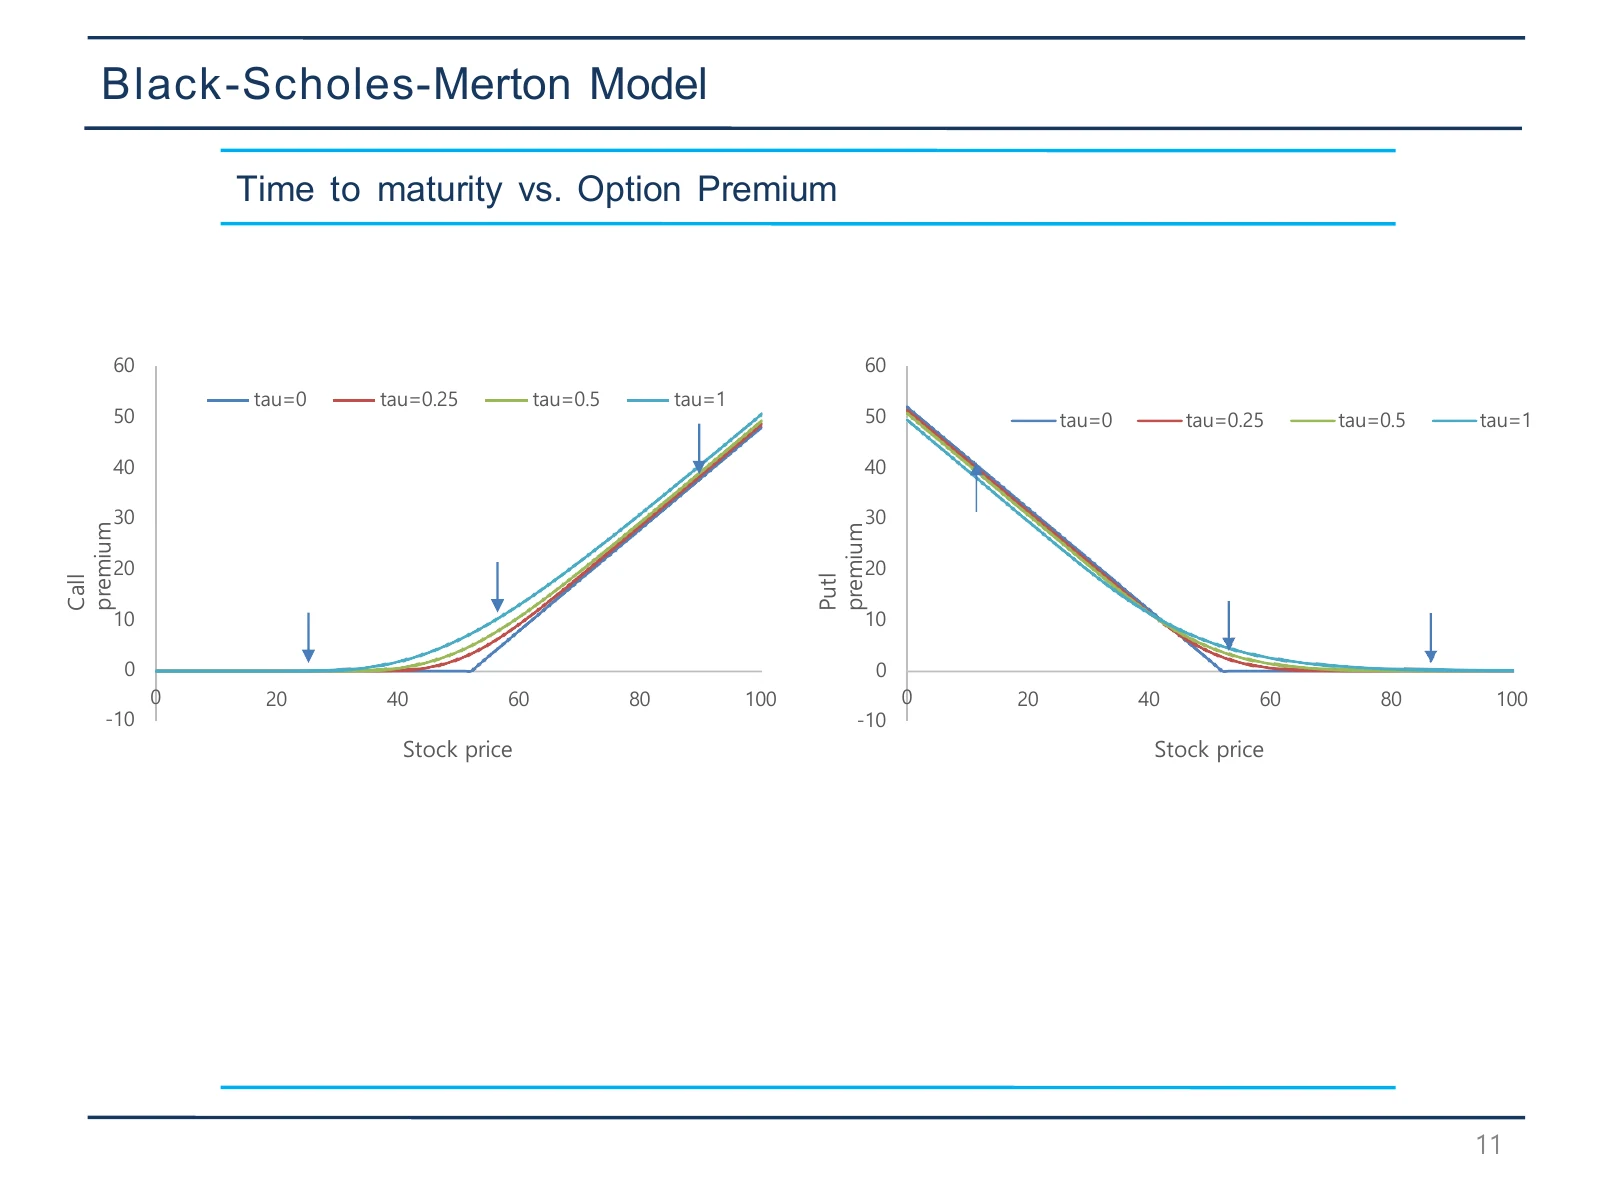 Black-Scholes-Merton Model
Time to maturity vs. Option Premium
60
50
40
30
20
10
0
-10
tau=0 tau=0.25 tau=0.5 tau=1
Call
premium
0 20 40 60 80 100
Stock price
60
50
40
30
20
10
0
-10
tau=0 tau=0.25 tau=0.5 tau=1
Putl
premium
0 20 40 60 80 100
Stock price
11